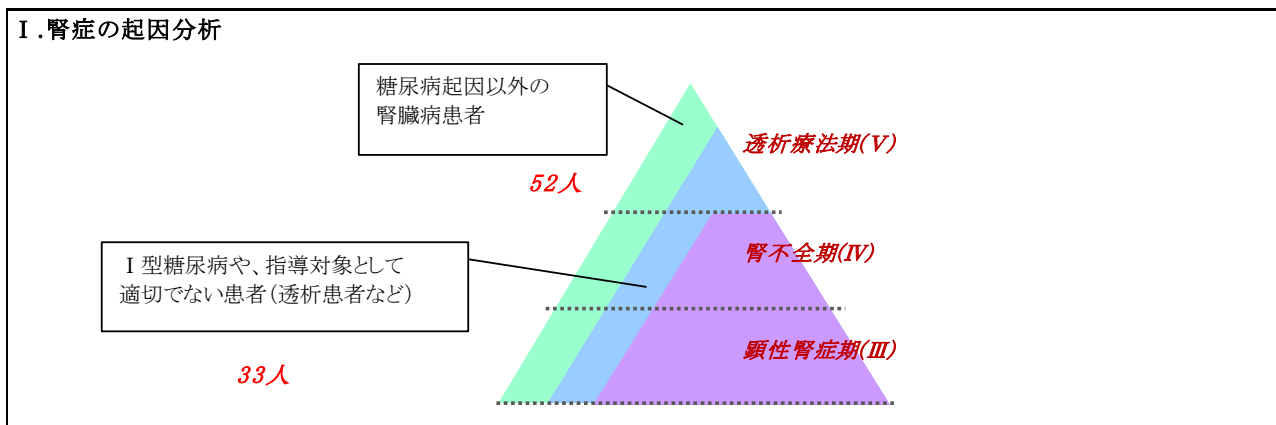 Ⅰ.腎症の起因分析
糖尿病起因以外の
腎臓病患者
透析療法期(Ⅴ)
52人
腎不全期(Ⅳ)
Ⅰ型糖尿病や、指導対象として
適切でない患者(透析患者など)
顕性腎症期(Ⅲ)
33人